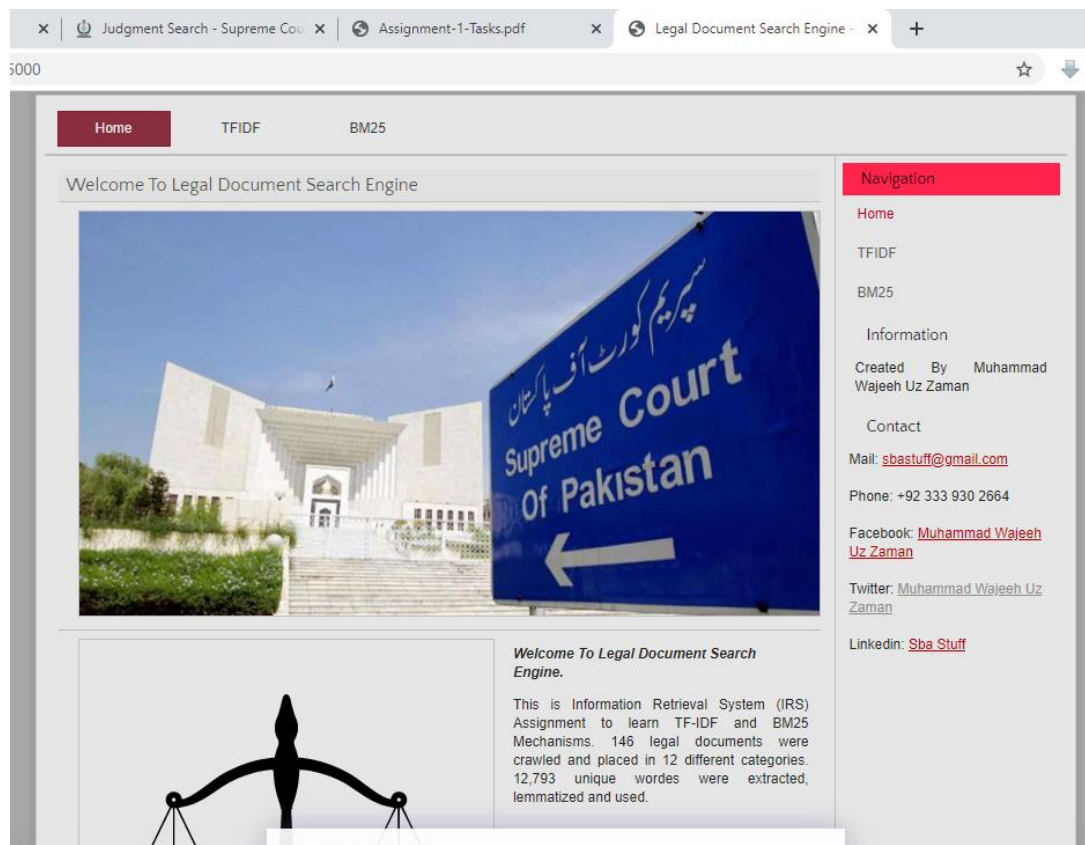 Judgment Search - Supreme Cou
Assignment-1-Tasks.pdf
Legal Document Search Engine -
5000
Home
TFIDF
BM25
Welcome To Legal Document Search Engine
سپریم کورٹ آف پاکستان
Supreme Court
Of Pakistan
Welcome To Legal Document Search
Engine.
This is Information Retrieval System (IRS)
Assignment to learn TF-IDF and BM25
Mechanisms. 146 legal documents were
crawled and placed in 12 different categories.
12,793 unique wordes were extracted,
lemmatized and used.
Navigation
Home
TFIDF
BM25
Information
Created By Muhammad
Wajeeh Uz Zaman
Contact
Mail: sbastuff@gmail.com
Phone: +92 333 930 2664
Facebook: Muhammad Wajeeh
Uz Zaman
Twitter: Muhammad Wajeeh Uz
Zaman
Linkedin: Sba Stuff